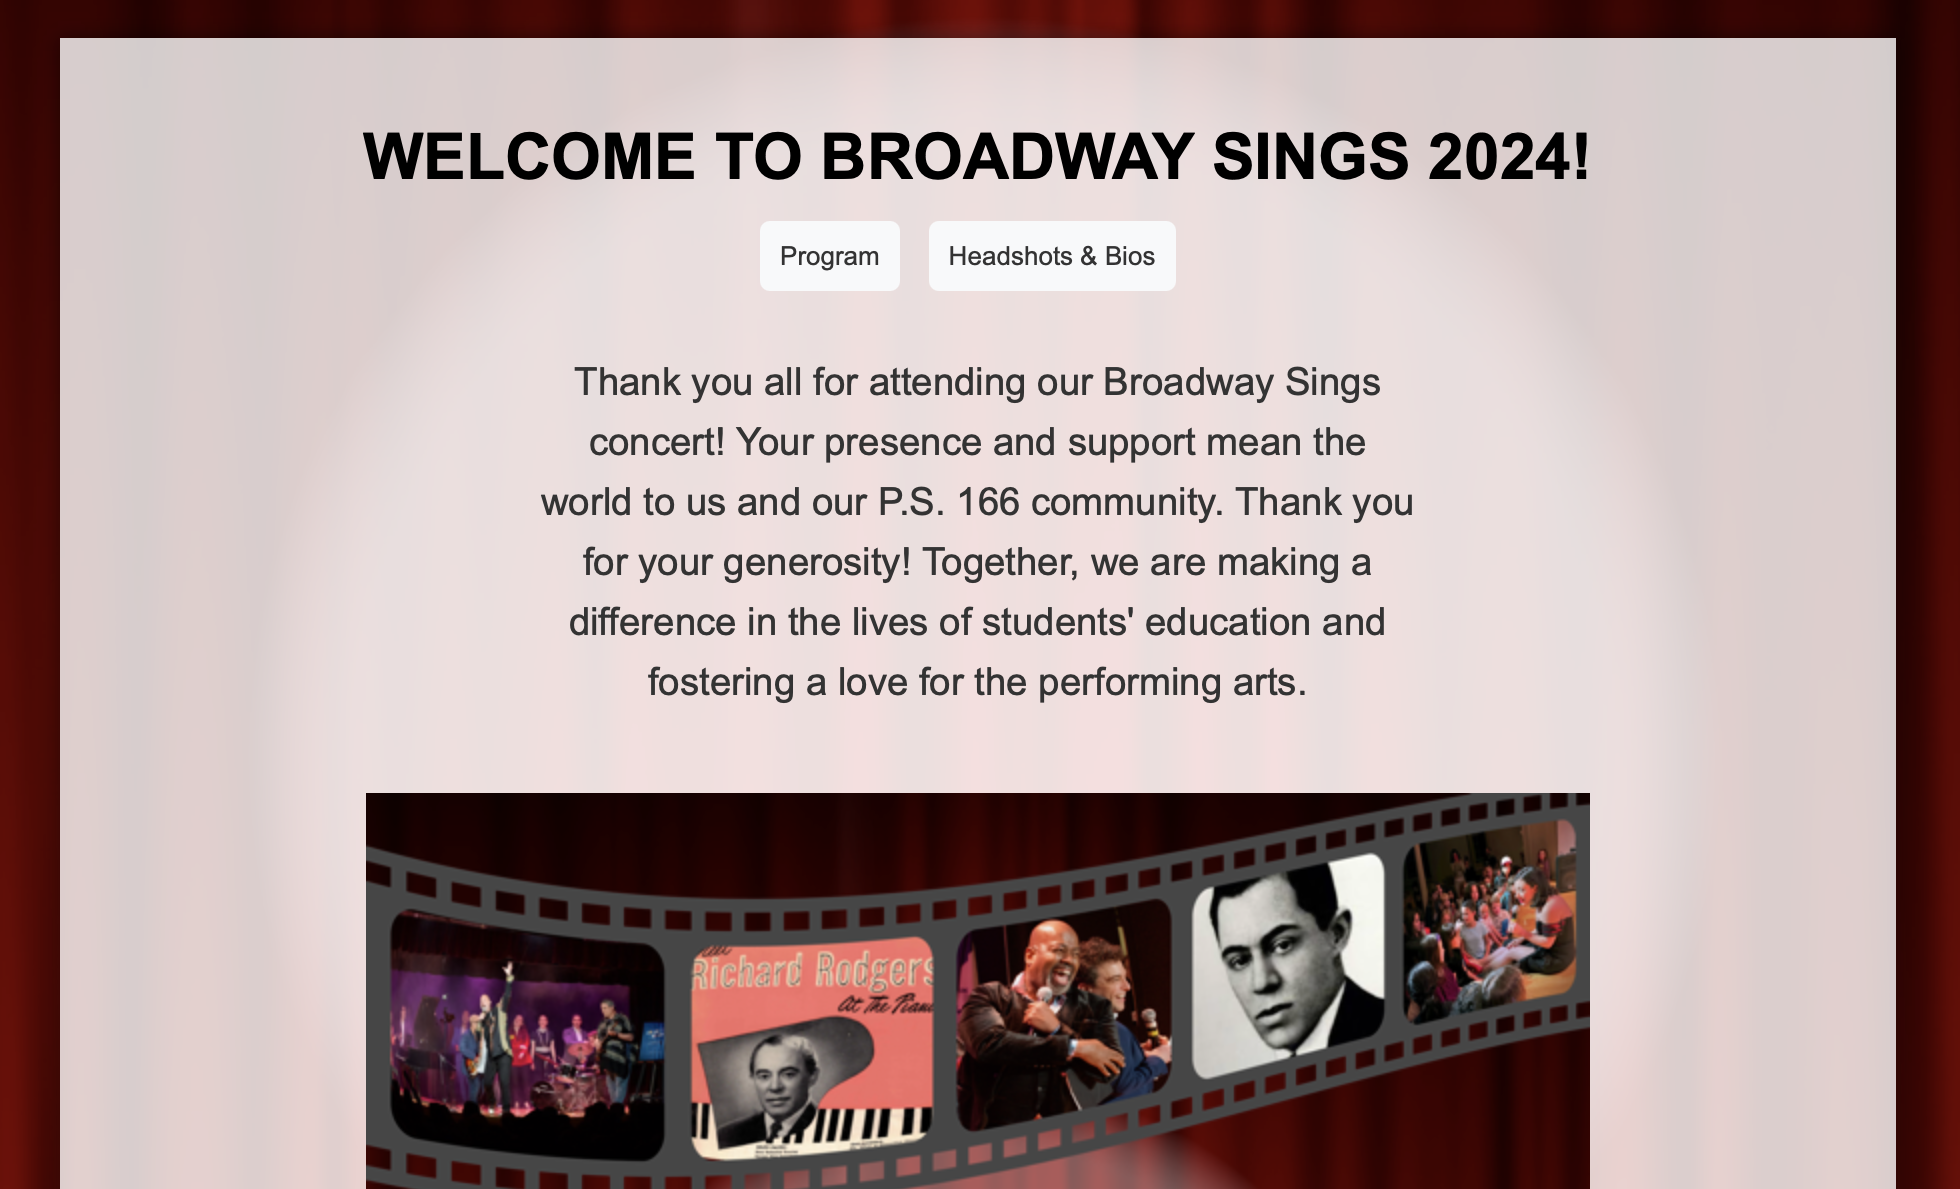 WELCOME TO BROADWAY SINGS 2024!
Program
Headshots & Bios
Thank you all for attending our Broadway Sings
concert! Your presence and support mean the
world to us and our P.S. 166 community. Thank you
for your generosity! Together, we are making a
difference in the lives of students' education and
fostering a love for the performing arts.
Richard Rodgers
At The Piano